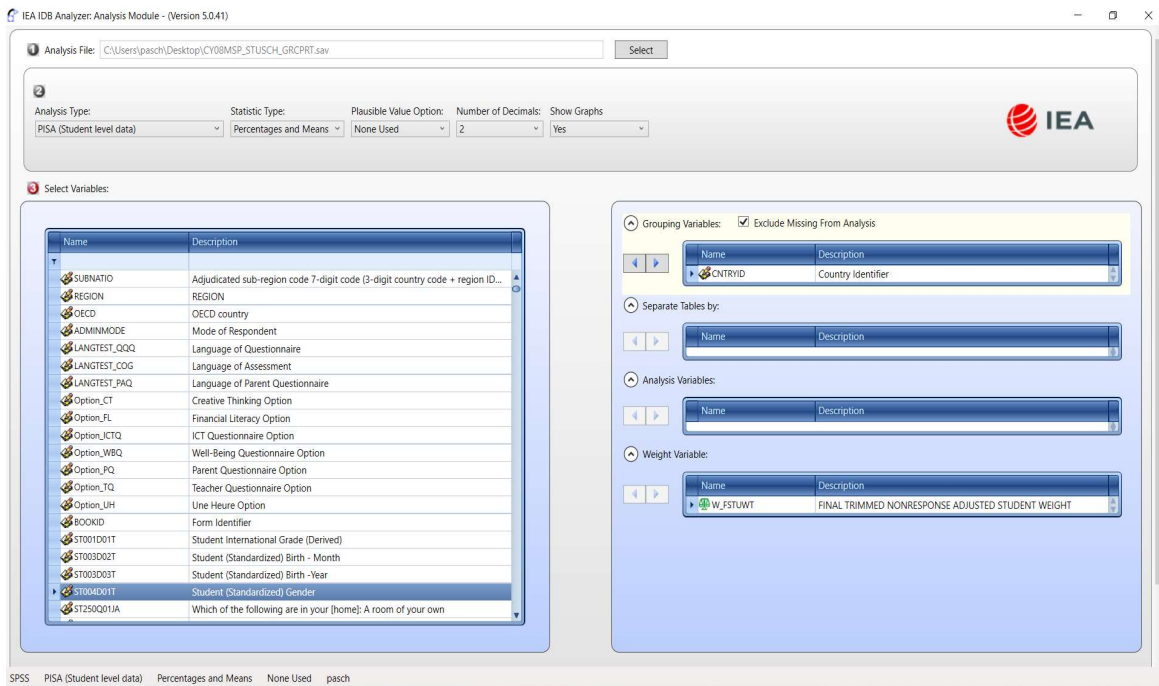 IEA IDB Analyzer: Analysis Module - (Version 5.0.41)
1 Analysis File: C:\Users\pasch\Desktop\CY08MSP_STUSCH_GRCPRT.sav Select
2
Analysis Type: Statistic Type: Plausible Value Option: Number of Decimals: Show Graphs
PISA (Student level data) Percentages and Means None Used 2 Yes
IEA
3 Select Variables:
Name Description
SUBNATIO Adjudicated sub-region code 7-digit code (3-digit country code + region ID...
REGION REGION
OECD OECD country
ADMINMODE Mode of Respondent
LANGTEST_QQQ Language of Questionnaire
LANGTEST_COG Language of Assessment
LANGTEST_PAQ Language of Parent Questionnaire
Option_CT Creative Thinking Option
Option_FL Financial Literacy Option
Option_ICTQ ICT Questionnaire Option
Option_WBQ Well-Being Questionnaire Option
Option_PQ Parent Questionnaire Option
Option_TQ Teacher Questionnaire Option
Option_UH Une Heure Option
BOOKID Form Identifier
ST001D01T Student International Grade (Derived)
ST003D02T Student (Standardized) Birth - Month
ST003D03T Student (Standardized) Birth -Year
ST004D01T Student (Standardized) Gender
ST250Q01JA Which of the following are in your [home]: A room of your own
Grouping Variables: Exclude Missing From Analysis
Name Description
CNTRYID Country Identifier
Separate Tables by:
Name Description
Analysis Variables:
Name Description
Weight Variable:
Name Description
W_FSTUWT FINAL TRIMMED NONRESPONSE ADJUSTED STUDENT WEIGHT
SPSS PISA (Student level data) Percentages and Means None Used pasch